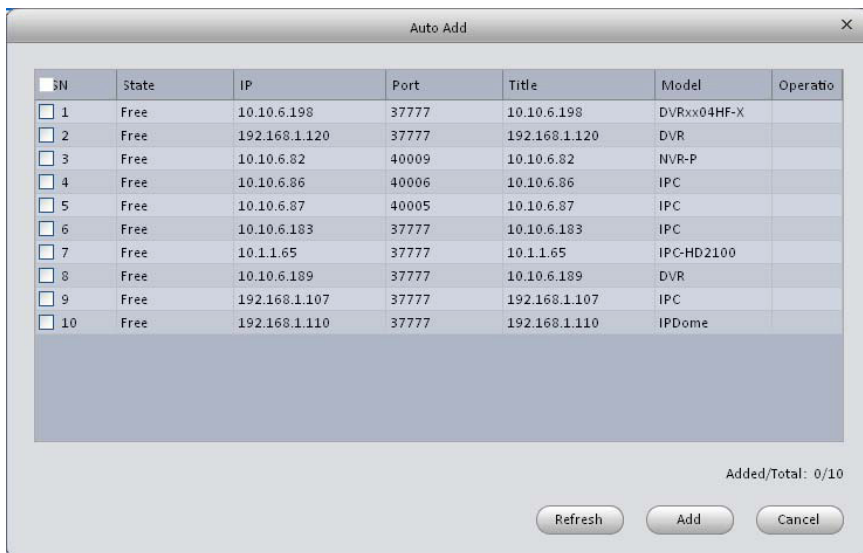 Auto Add
SN State IP Port Title Model Operatio
1 Free 10.10.6.198 37777 10.10.6.198 DVRxx04HF-X
2 Free 192.168.1.120 37777 192.168.1.120 DVR
3 Free 10.10.6.82 40009 10.10.6.82 NVR-P
4 Free 10.10.6.86 40006 10.10.6.86 IPC
5 Free 10.10.6.87 40005 10.10.6.87 IPC
6 Free 10.10.6.183 37777 10.10.6.183 IPC
7 Free 10.1.1.65 37777 10.1.1.65 IPC-HD2100
8 Free 10.10.6.189 37777 10.10.6.189 DVR
9 Free 192.168.1.107 37777 192.168.1.107 IPC
10 Free 192.168.1.110 37777 192.168.1.110 IPDome
Added/Total: 0/10
Refresh Add Cancel